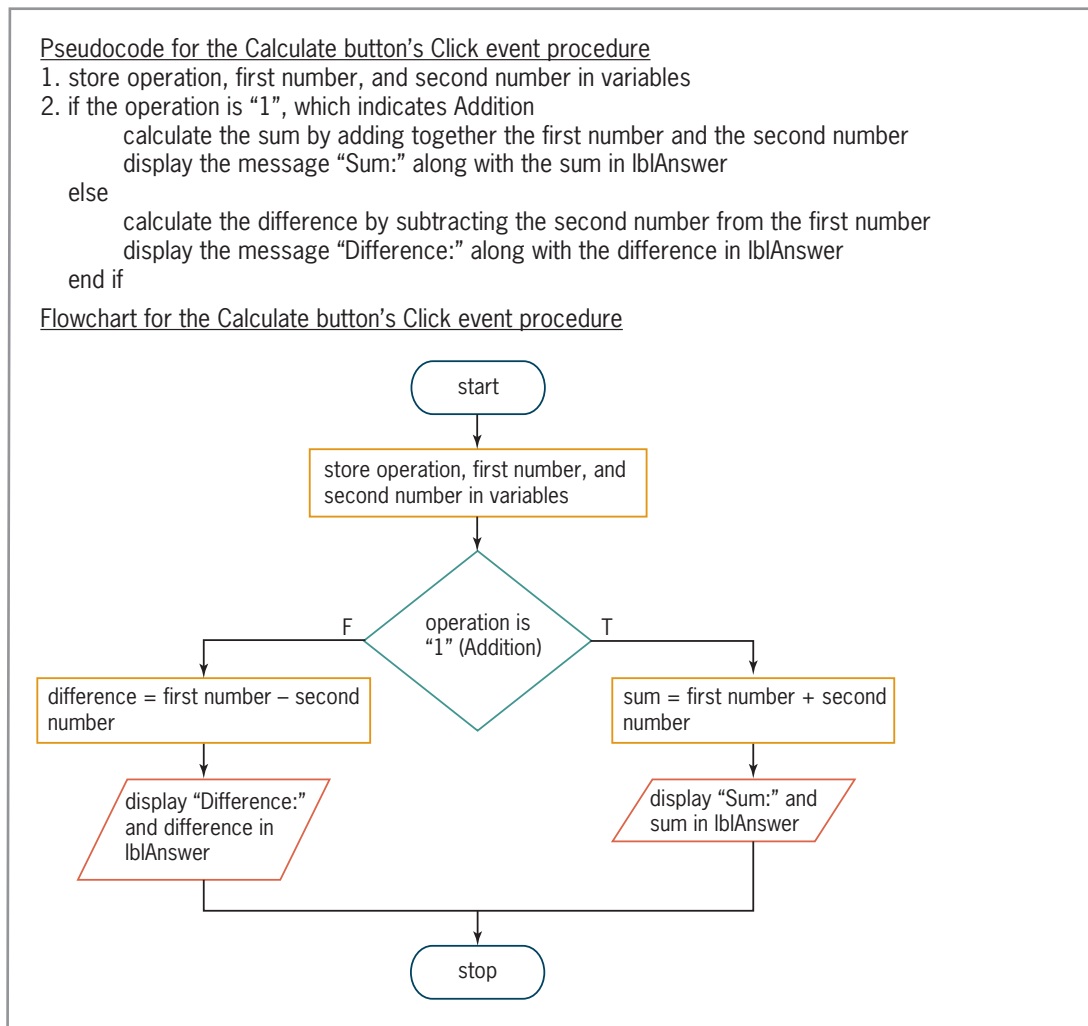 Pseudocode for the Calculate button’s Click event procedure
1. store operation, first number, and second number in variables
2. if the operation is “1”, which indicates Addition
calculate the sum by adding together the first number and the second number
display the message “Sum:” along with the sum in lblAnswer
else
calculate the difference by subtracting the second number from the first number
display the message “Difference:” along with the difference in lblAnswer
end if
Flowchart for the Calculate button’s Click event procedure
start
store operation, first number, and
second number in variables
operation is
“1” (Addition)
F
T
difference = first number – second
number
sum = first number + second
number
display “Difference:”
and difference in
lblAnswer
display “Sum:” and
sum in lblAnswer
stop